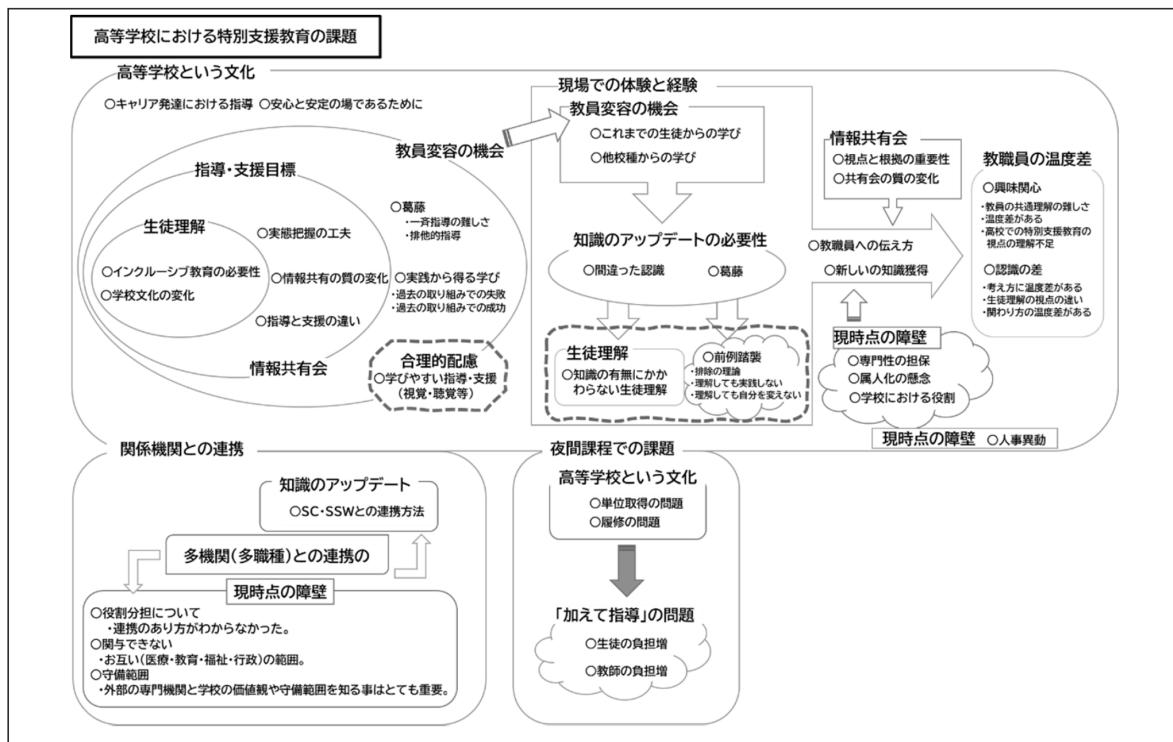 高等学校における特別支援教育の課題
高等学校という文化
○キャリア発達における指導 ○安心と安定の場であるために
教員変容の機会
指導・支援目標
生徒理解
○インクルーシブ教育の必要性
○学校文化の変化
○実態把握の工夫
○情報共有の質の変化
○指導と支援の違い
情報共有会
○葛藤
・一斉指導の難しさ
・排他的指導
○実践から得る学び
・過去の取り組みでの失敗
・過去の取り組みでの成功
合理的配慮
○学びやすい指導・支援
(視覚・聴覚等)
現場での体験と経験
教員変容の機会
○これまでの生徒からの学び
○他校種からの学び
知識のアップデートの必要性
○間違った認識
○葛藤
生徒理解
○知識の有無にかか
わらない生徒理解
○前例踏襲
・排除の理論
・理解しても実践しない
・理解しても自分を変えない
情報共有会
○視点と根拠の重要性
○共有会の質の変化
○教職員への伝え方
○新しいの知識獲得
現時点の障壁
○専門性の担保
○属人化の懸念
○学校における役割
教職員の温度差
○興味関心
・教員の共通理解の難しさ
・温度差がある
・高校での特別支援教育の
視点の理解不足
○認識の差
・考え方に温度差がある
・生徒理解の視点の違い
・関わり方の温度差がある
現時点の障壁 ○人事異動
関係機関との連携
知識のアップデート
○SC・SSWとの連携方法
多機関(多職種)との連携の
現時点の障壁
○役割分担について
・連携のあり方がわからなかった。
○関与できない
・お互い(医療・教育・福祉・行政)の範囲。
○守備範囲
・外部の専門機関と学校の価値観や守備範囲を知る事はとても重要。
夜間課程での課題
高等学校という文化
○単位取得の問題
○履修の問題
「加えて指導」の問題
○生徒の負担増
○教師の負担増